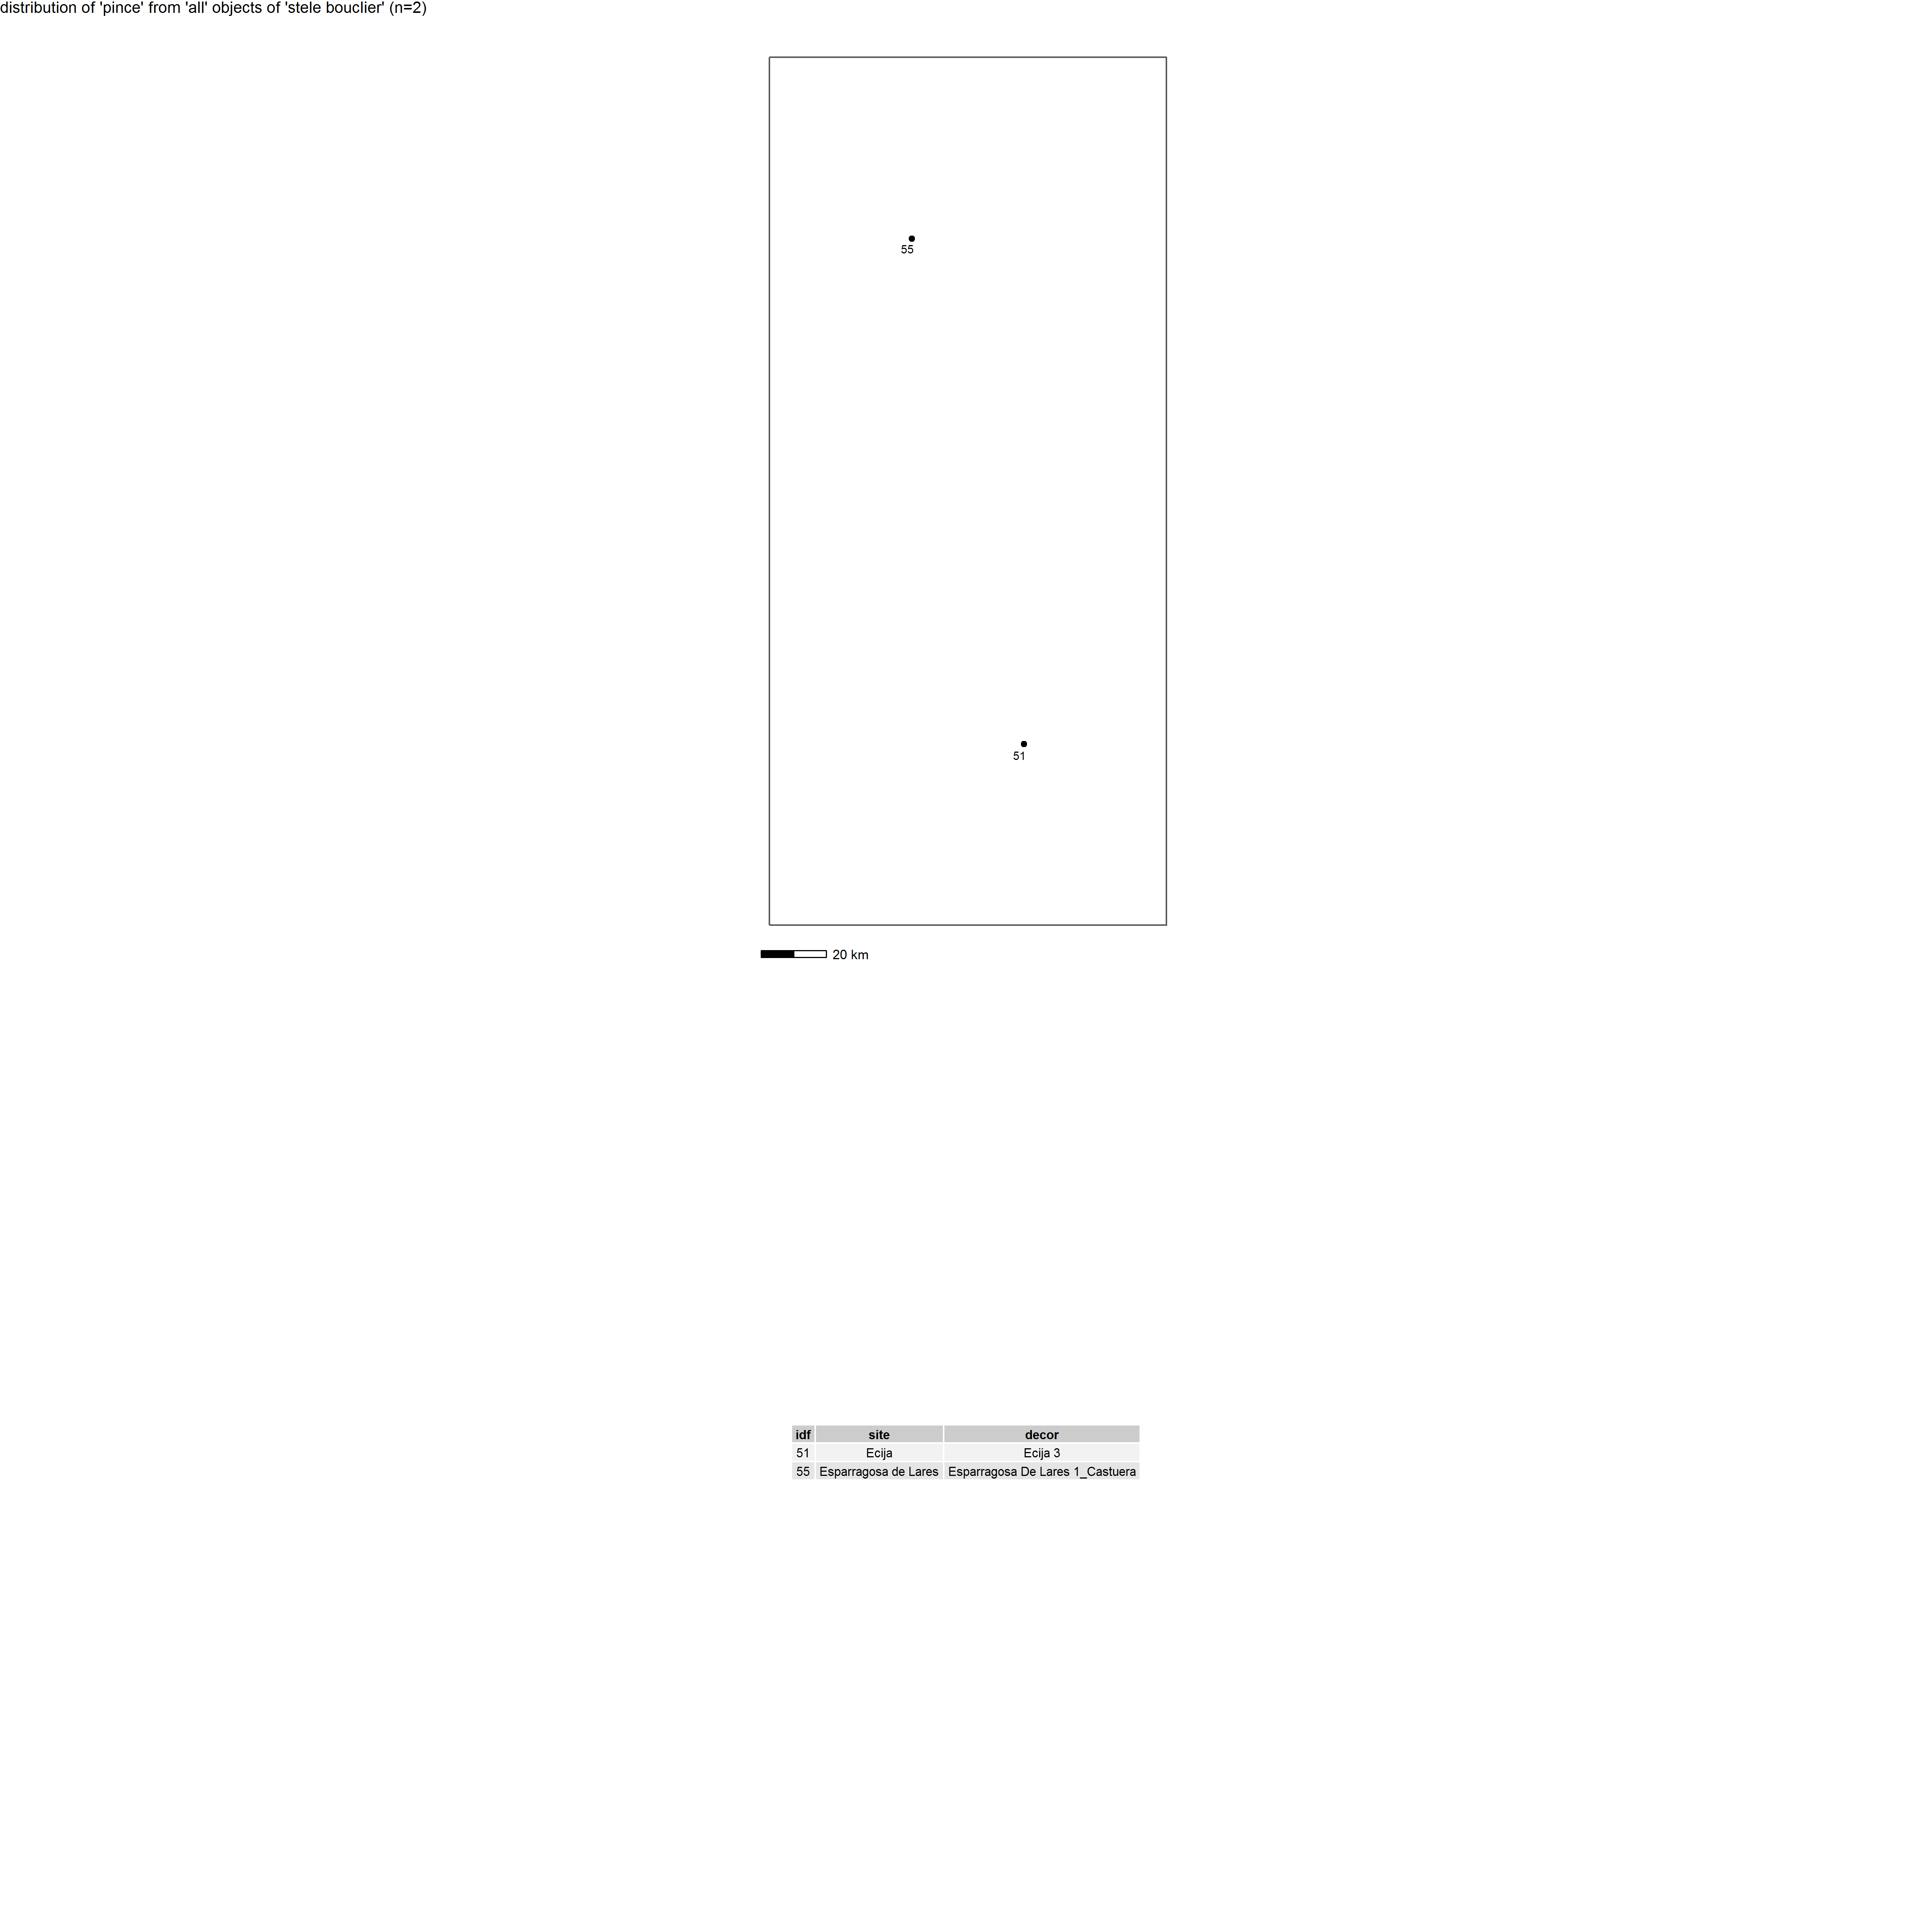 distribution of 'pince' from 'all' objects of 'stele bouclier' (n=2)
55
51
20 km
idf site decor
51 Ecija Ecija 3
55 Esparragosa de Lares Esparragosa De Lares 1_Castuera